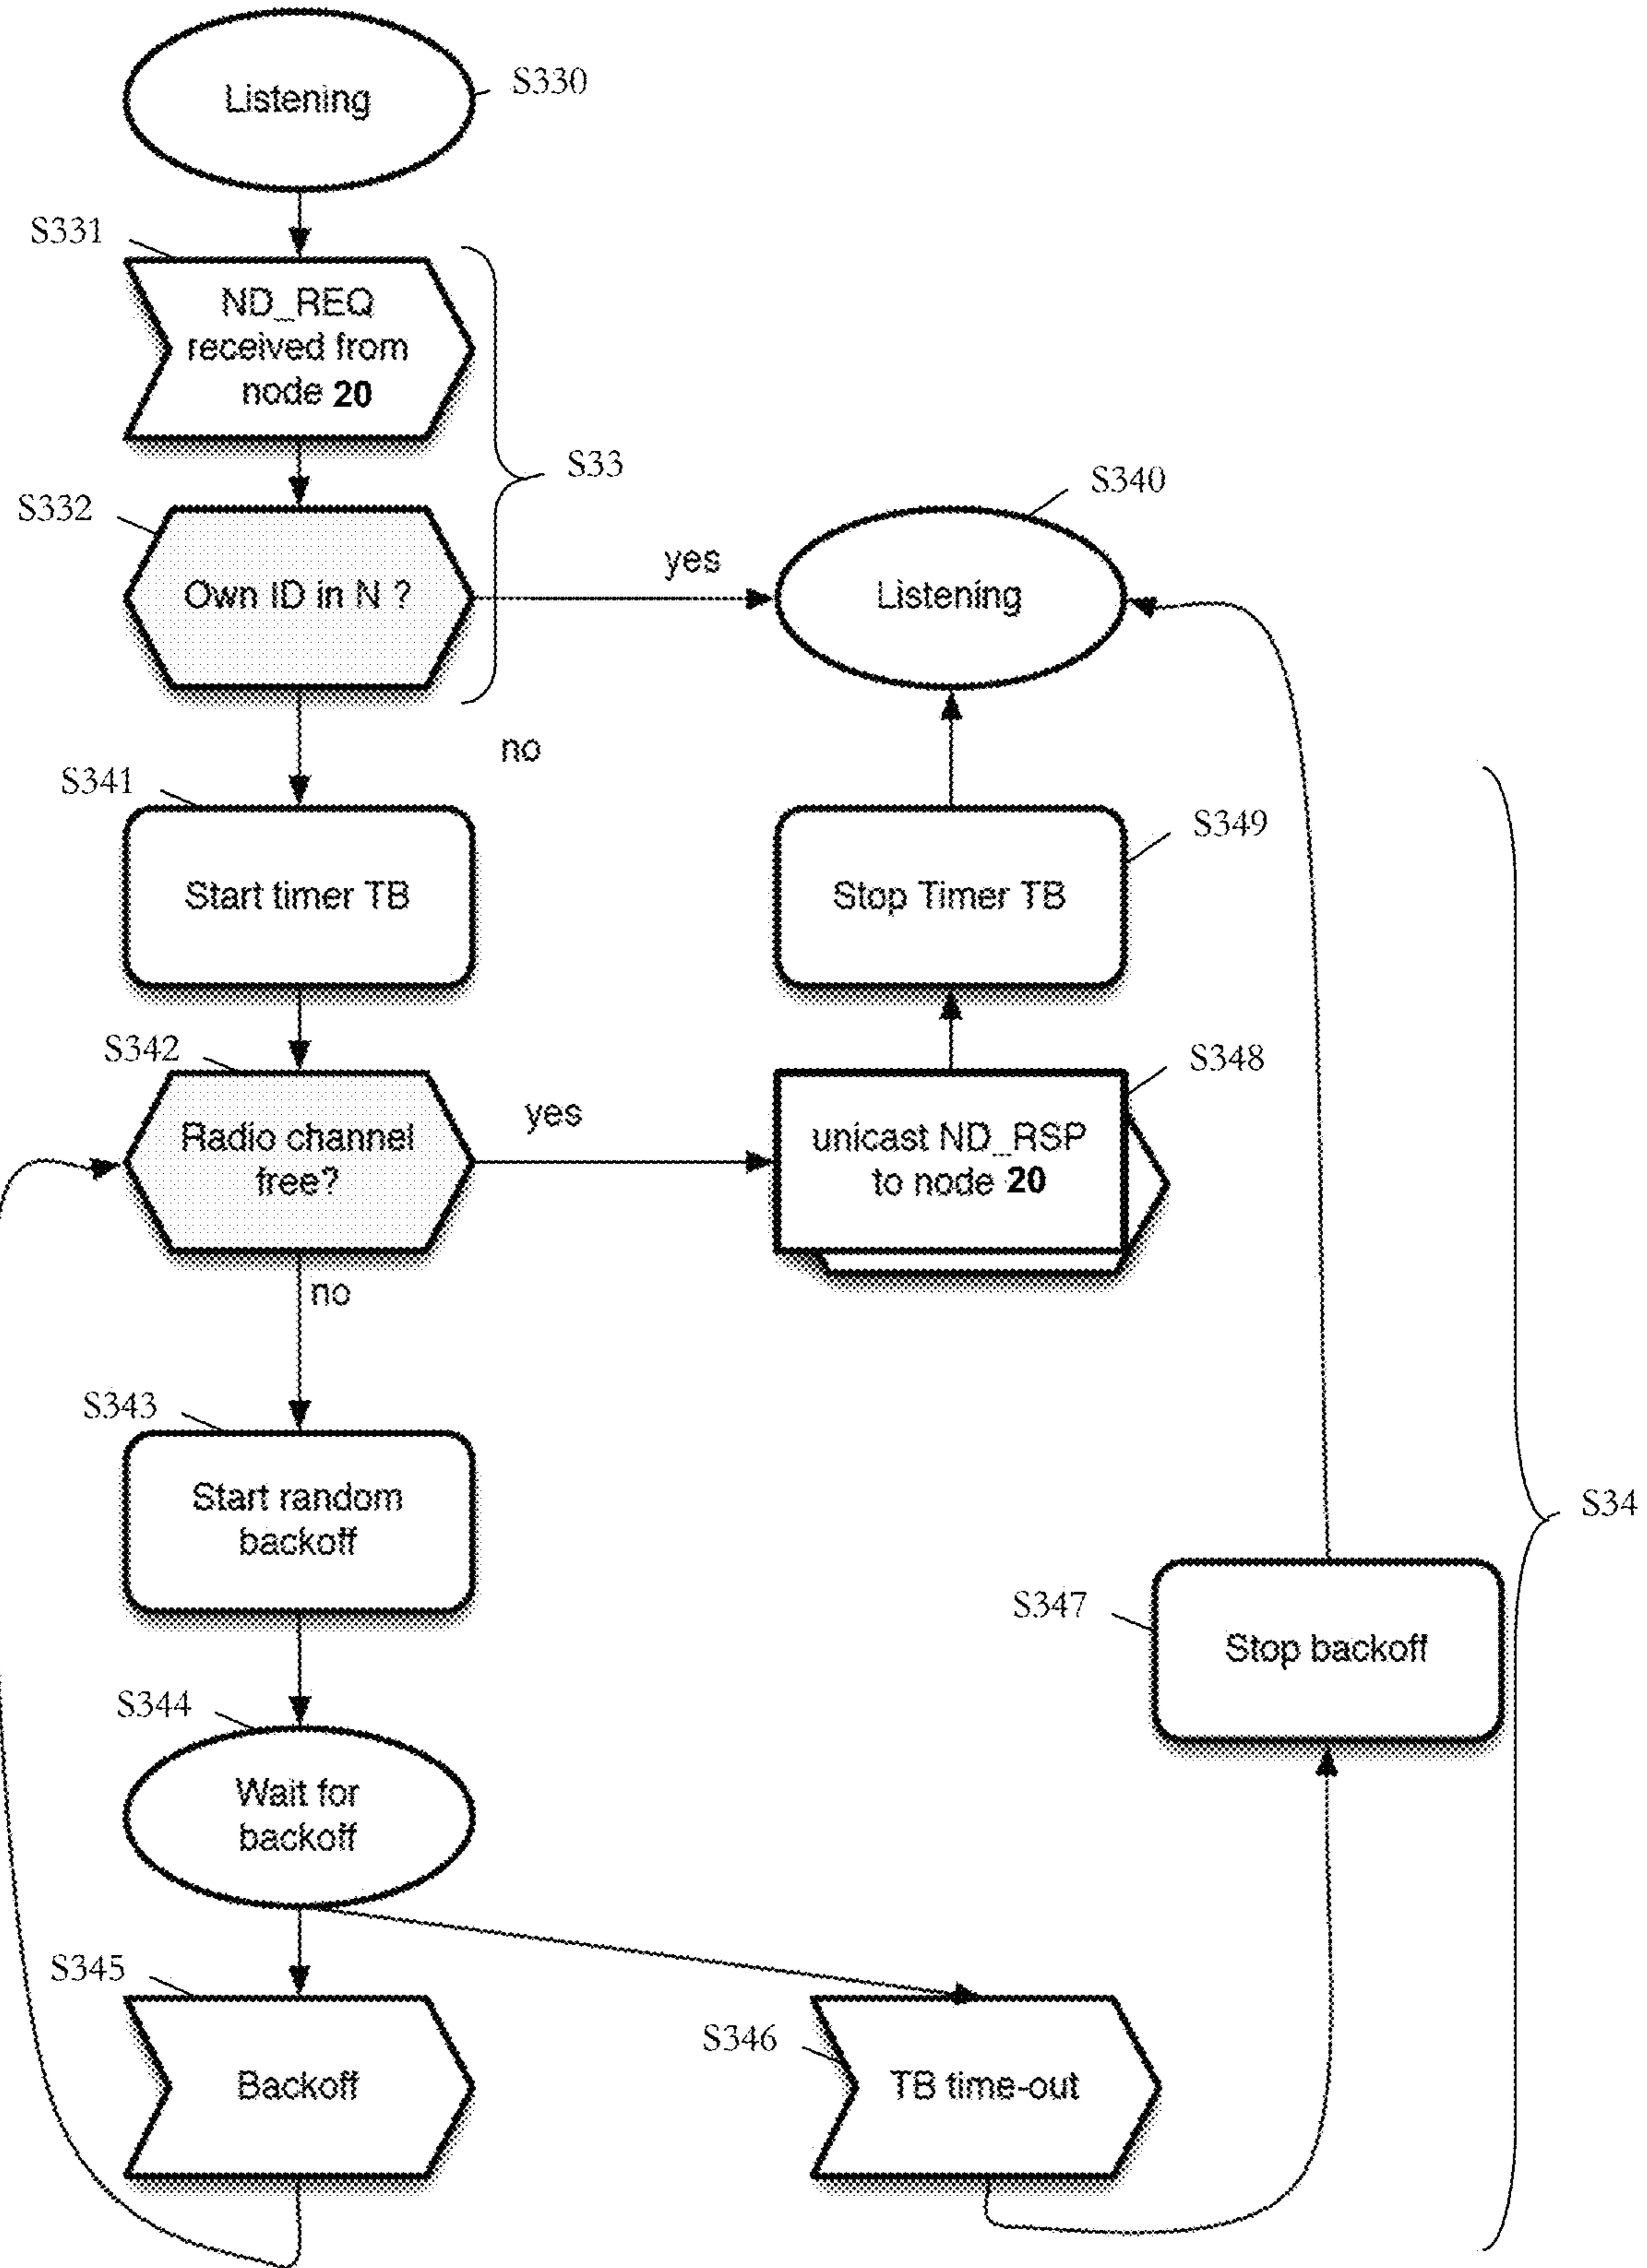 Listening
S330
S331
ND_REQ
received from
node 20
S33
S332
Own ID in N ?
yes
S340
Listening
no
S341
Start timer TB
S349
Stop Timer TB
S342
Radio channel
free?
yes
S348
unicast ND_RSP
to node 20
no
S343
Start random
backoff
S34
S347
Stop backoff
S344
Wait for
backoff
S345
Backoff
S346
TB time-out